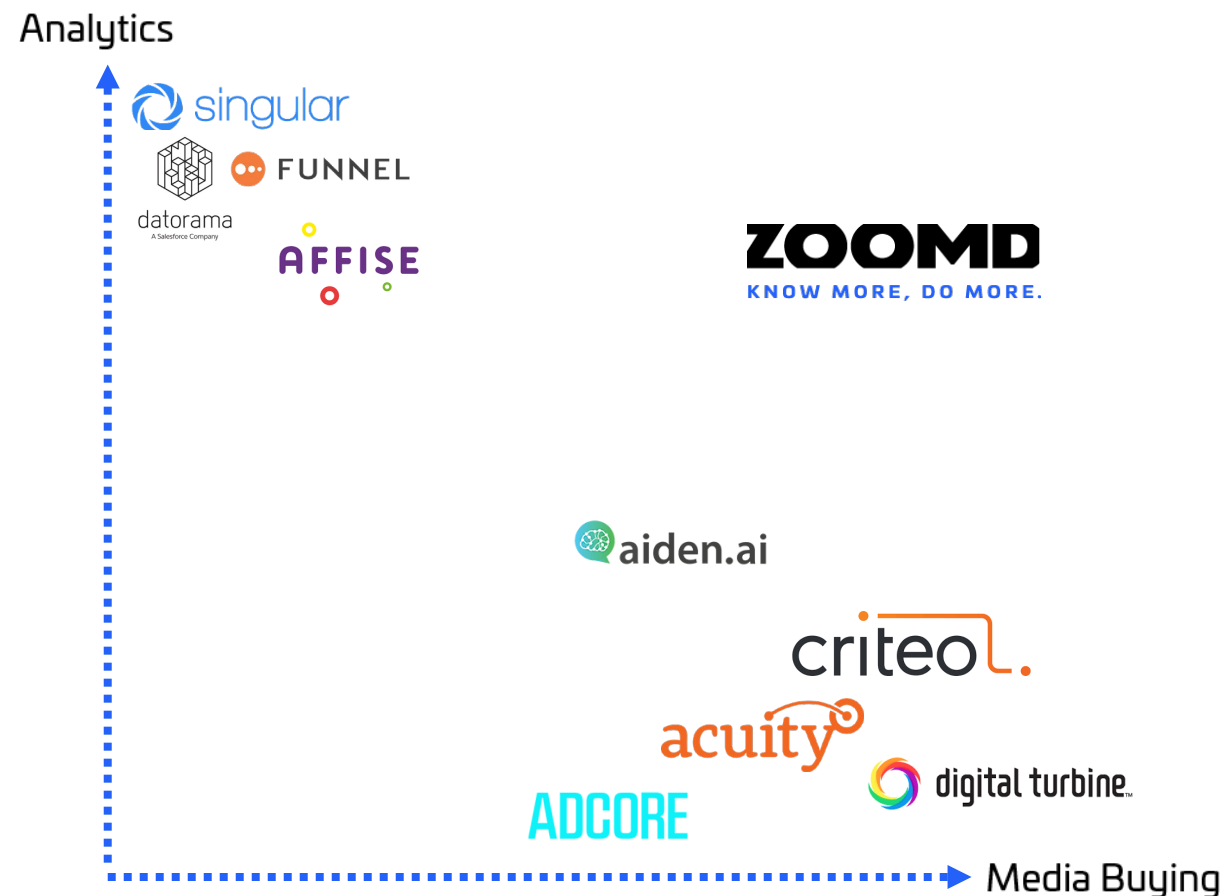 Analytics
singular
FUNNEL
datorama
A Salesforce Company
AFFISE
ZOOMD
KNOW MORE, DO MORE.
aiden.ai
criteo
acuity
digital turbine™
ADCORE
Media Buying